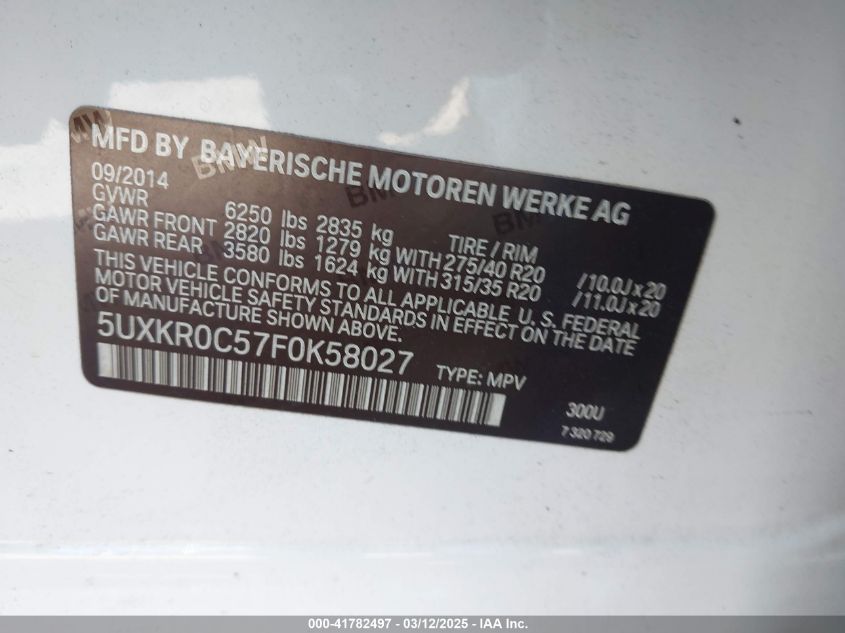 MFD BY BAYERISCHE MOTOREN WERKE AG
09/2014
GVWR 6250 lbs 2835 kg TIRE / RIM
GAWR FRONT 2820 lbs 1279 kg WITH 275/40 R20 /10.0J x 20
GAWR REAR 3580 lbs 1624 kg WITH 315/35 R20 /11.0J x 20
THIS VEHICLE CONFORMS TO ALL APPLICABLE U. S. FEDERAL
MOTOR VEHICLE SAFETY STANDARDS IN EFFECT ON THE DATE
OF MANUFACTURE SHOWN ABOVE.
5UXKR0C57F0K58027 TYPE: MPV
300U
7 320 729
000-41782497 - 03/12/2025 - IAA Inc.